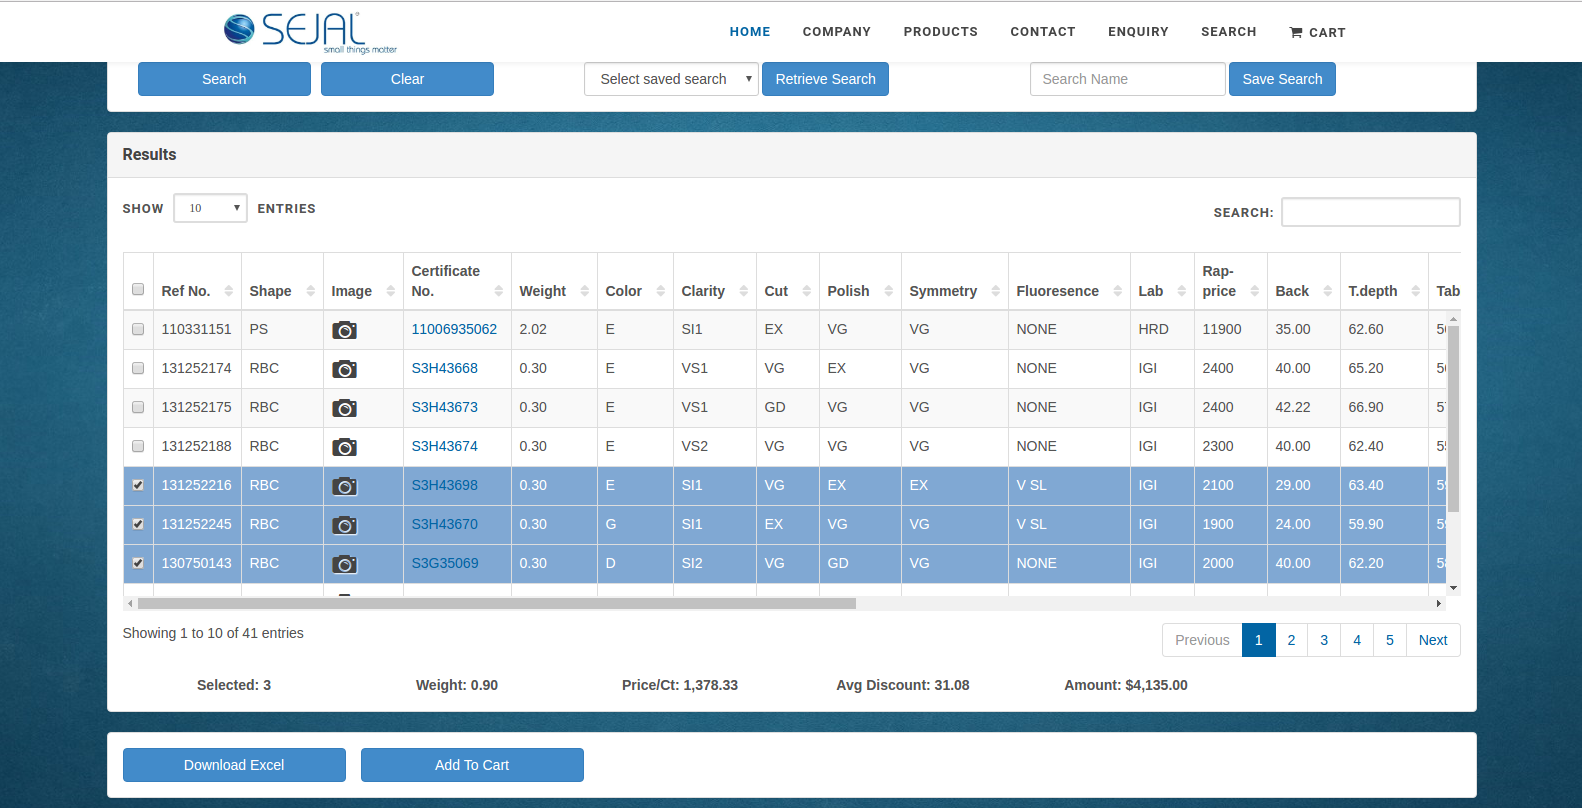 SEJAL®
small things matter
HOME COMPANY PRODUCTS CONTACT ENQUIRY SEARCH CART
Search Clear Select saved search Retrieve Search Search Name Save Search
Results
SHOW 10 ENTRIES SEARCH:
Ref No. Shape Image Certificate No. Weight Color Clarity Cut Polish Symmetry Fluoresence Lab Rap-price Back T.depth Tab
110331151 PS 11006935062 2.02 E SI1 EX VG VG NONE HRD 11900 35.00 62.60
131252174 RBC S3H43668 0.30 E VS1 VG EX VG NONE IGI 2400 40.00 65.20
131252175 RBC S3H43673 0.30 E VS1 GD VG VG NONE IGI 2400 42.22 66.90
131252188 RBC S3H43674 0.30 E VS2 VG VG VG NONE IGI 2300 40.00 62.40
131252216 RBC S3H43698 0.30 E SI1 VG EX EX V SL IGI 2100 29.00 63.40
131252245 RBC S3H43670 0.30 G SI1 EX VG VG V SL IGI 1900 24.00 59.90
130750143 RBC S3G35069 0.30 D SI2 VG GD VG NONE IGI 2000 40.00 62.20
Showing 1 to 10 of 41 entries Previous 1 2 3 4 5 Next
Selected: 3 Weight: 0.90 Price/Ct: 1,378.33 Avg Discount: 31.08 Amount: $4,135.00
Download Excel Add To Cart